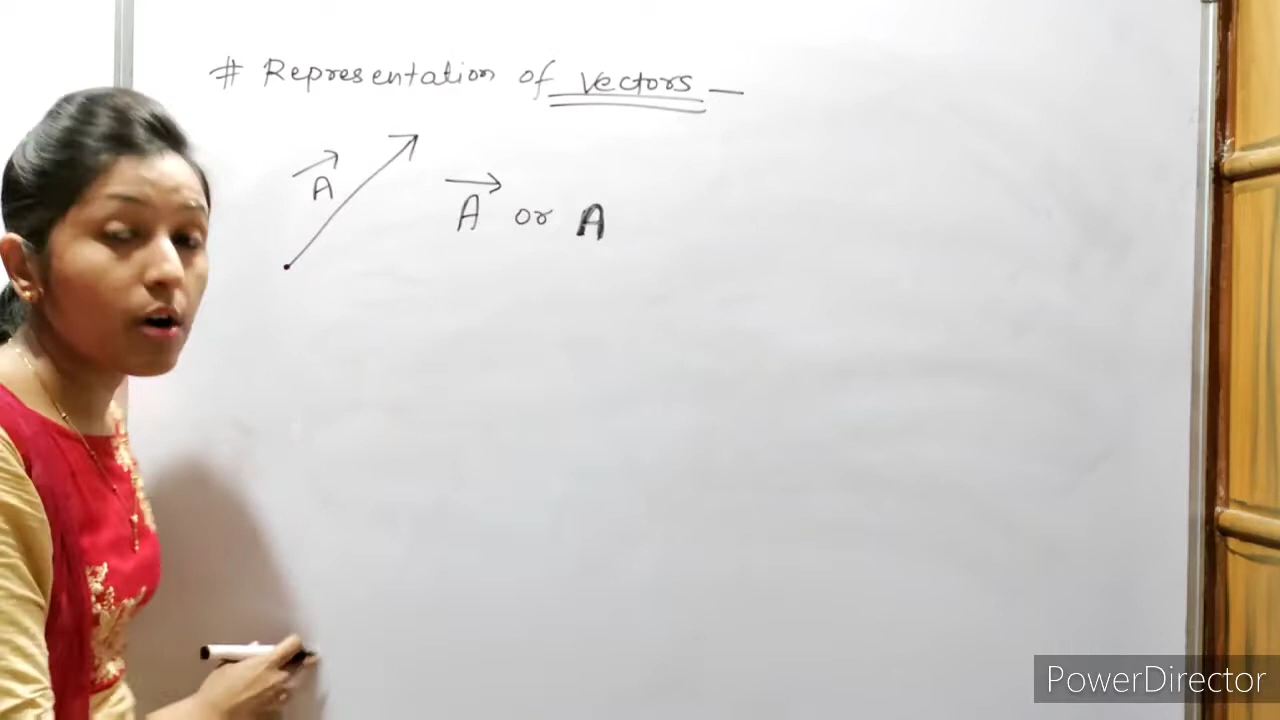 # Representation of vectors —
A
A or A
PowerDirector